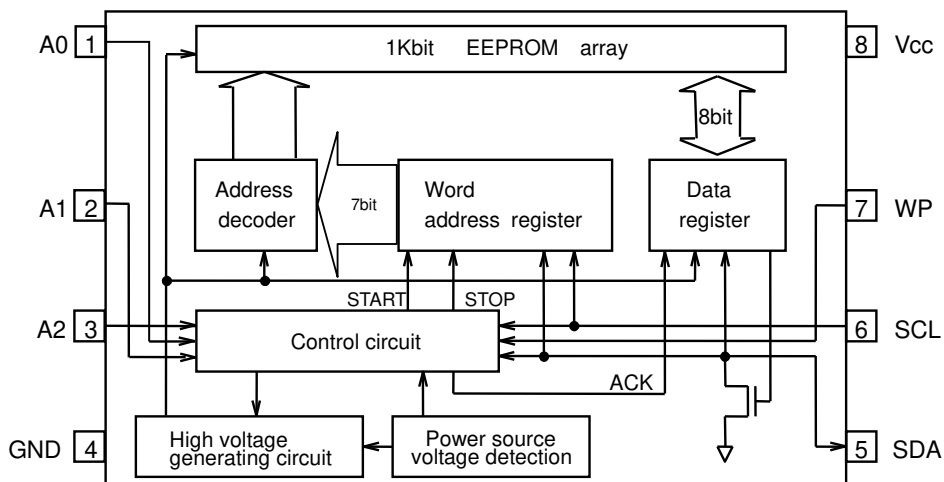 A0 1
1Kbit EEPROM array
8 Vcc
8bit
A1 2
Address
decoder
7bit
Word
address register
Data
register
7 WP
START
STOP
A2 3
Control circuit
6 SCL
ACK
GND 4
High voltage
generating circuit
Power source
voltage detection
5 SDA